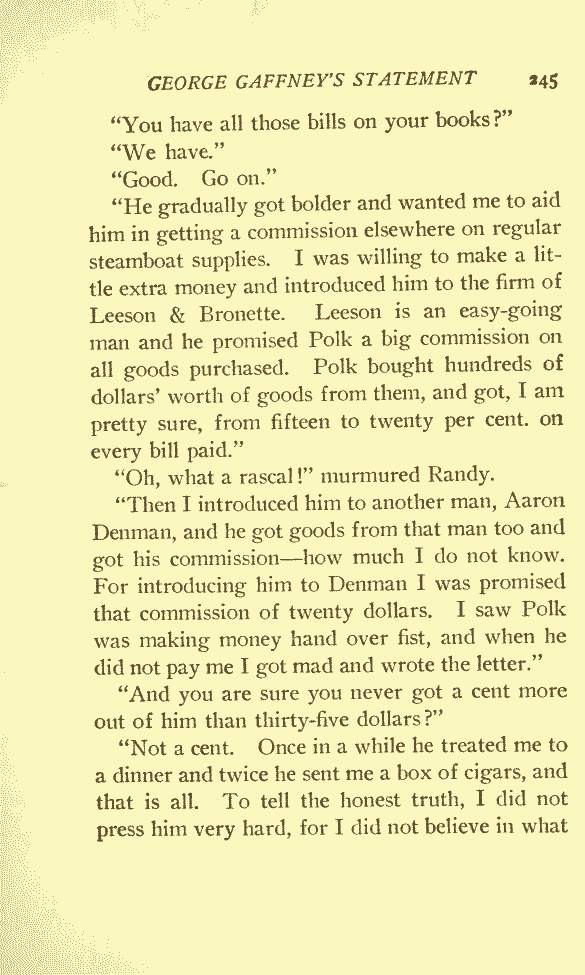 GEORGE GAFFNEY'S STATEMENT 245
“You have all those bills on your books?”
“We have.”
“Good. Go on.”
“He gradually got bolder and wanted me to aid
him in getting a commission elsewhere on regular
steamboat supplies. I was willing to make a lit-
tle extra money and introduced him to the firm of
Leeson & Bronette. Leeson is an easy-going
man and he promised Polk a big commission on
all goods purchased. Polk bought hundreds of
dollars’ worth of goods from them, and got, I am
pretty sure, from fifteen to twenty per cent. on
every bill paid.”
“Oh, what a rascal!” murmured Randy.
“Then I introduced him to another man, Aaron
Denman, and he got goods from that man too and
got his commission—how much I do not know.
For introducing him to Denman I was promised
that commission of twenty dollars. I saw Polk
was making money hand over fist, and when he
did not pay me I got mad and wrote the letter.”
“And you are sure you never got a cent more
out of him than thirty-five dollars?”
“Not a cent. Once in a while he treated me to
a dinner and twice he sent me a box of cigars, and
that is all. To tell the honest truth, I did not
press him very hard, for I did not believe in what